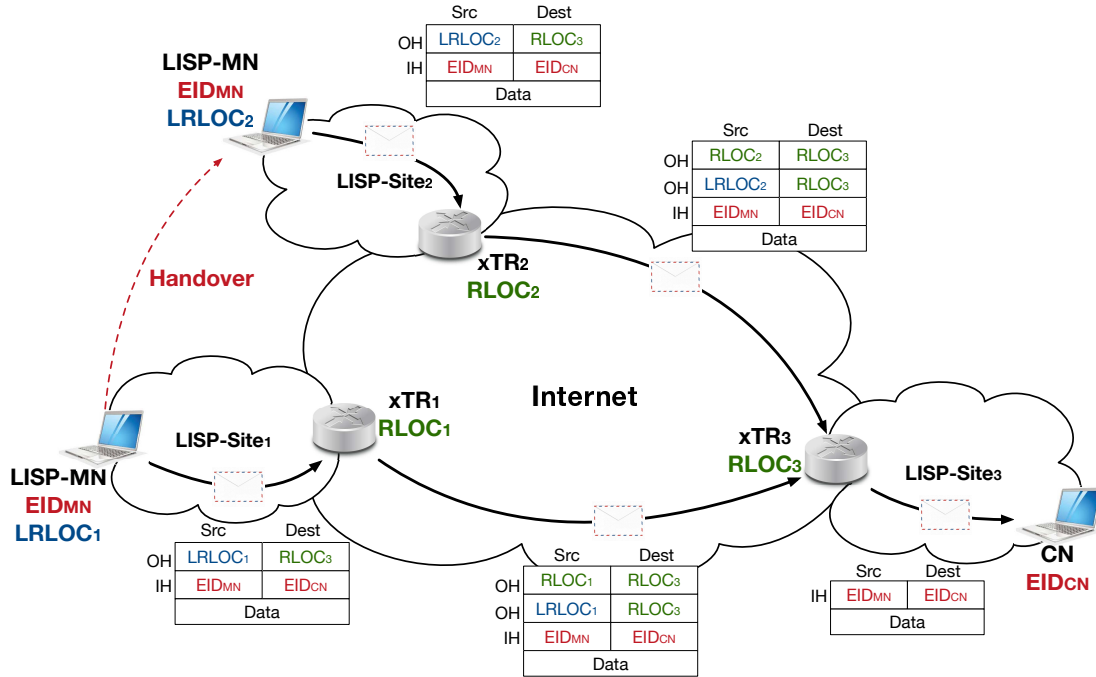 Src Dest
OH LRLOC2 RLOC3
IH EIDMN EIDCN
Data
LISP-MN
EIDMN
LRLOC2
LISP-Site2
Src Dest
OH RLOC2 RLOC3
OH LRLOC2 RLOC3
IH EIDMN EIDCN
Data
xTR2
RLOC2
Handover
Internet
xTR1
RLOC1
LISP-Site1
LISP-MN
EIDMN
LRLOC1
xTR3
RLOC3
LISP-Site3
CN
EIDCN
Src Dest
OH LRLOC1 RLOC3
IH EIDMN EIDCN
Data
Src Dest
OH RLOC1 RLOC3
OH LRLOC1 RLOC3
IH EIDMN EIDCN
Data
Src Dest
IH EIDMN EIDCN
Data